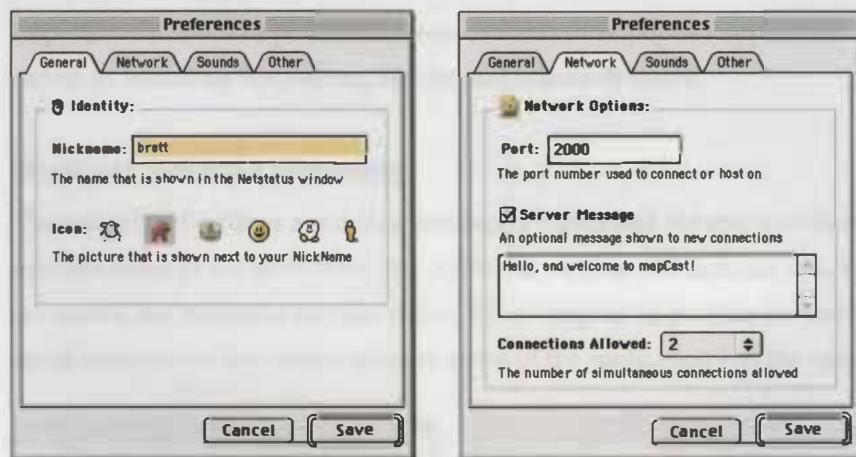 Preferences
General Network Sounds Other
Identity:
Nickname: brett
The name that is shown in the Netstatus window
Icon:
The picture that is shown next to your NickName
Cancel Save
Preferences
General Network Sounds Other
Network Options:
Port: 2000
The port number used to connect or host on
Server Message
An optional message shown to new connections
Hello, and welcome to mapCast!
Connections Allowed: 2
The number of simultaneous connections allowed
Cancel Save